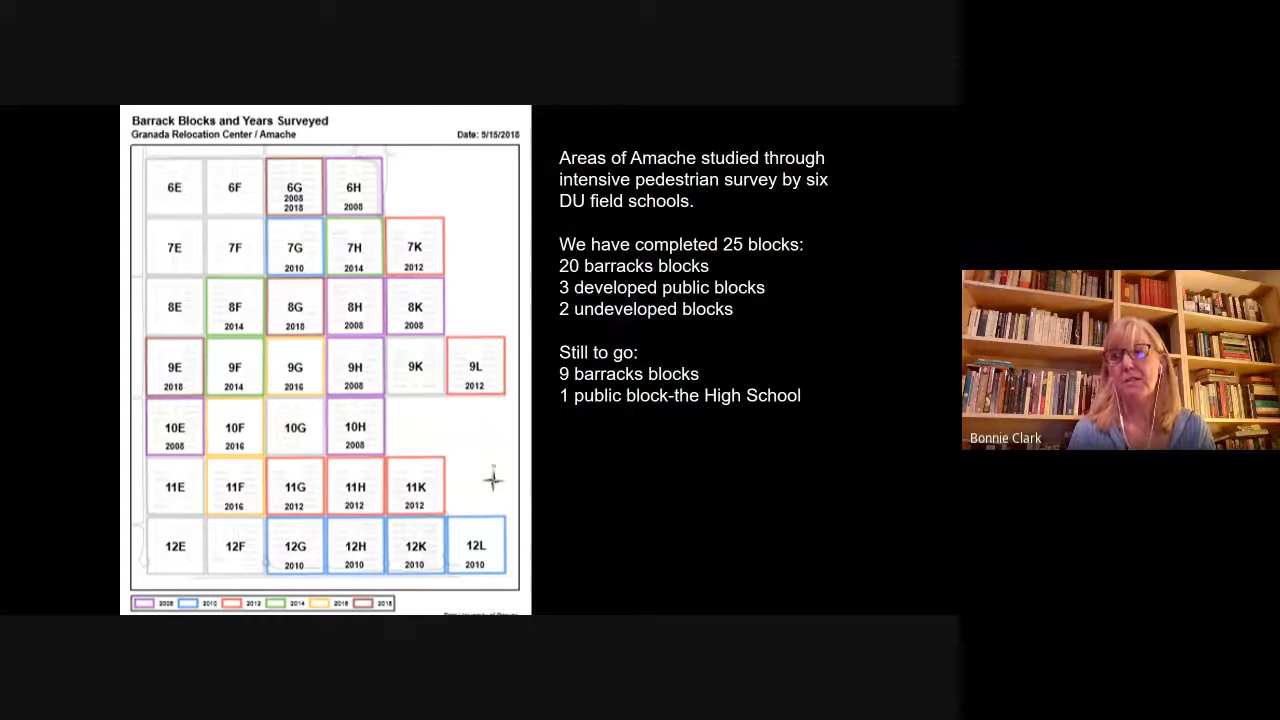 Barrack Blocks and Years Surveyed
Granada Relocation Center / Amache Date: 9/15/2018
6E 6F 6G 6H
2008 2008
2018
7E 7F 7G 7H 7K
2010 2014 2012
8E 8F 8G 8H 8K
2014 2018 2008 2008
9E 9F 9G 9H 9K 9L
2018 2014 2016 2008 2012
10E 10F 10G 10H
2008 2016 2008
11E 11F 11G 11H 11K
2016 2012 2012 2012
12E 12F 12G 12H 12K 12L
2010 2010 2010 2010
2008 2010 2012 2014 2016 2018
Areas of Amache studied through
intensive pedestrian survey by six
DU field schools.
We have completed 25 blocks:
20 barracks blocks
3 developed public blocks
2 undeveloped blocks
Still to go:
9 barracks blocks
1 public block-the High School
Bonnie Clark